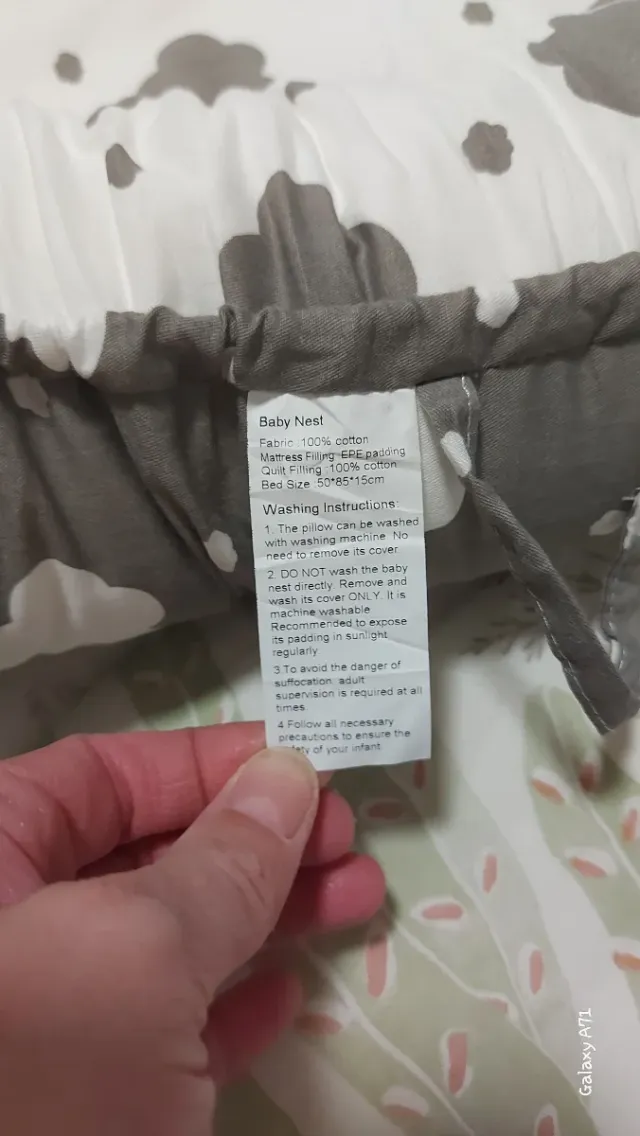 Baby Nest
Fabric :100% cotton
Mattress Fiiling :EPE padding
Quilt Filling :100% cotton
Bed Size :50*85*15cm
Washing Instructions:
1. The pillow can be washed
with washing machine. No
need to remove its cover
2. DO NOT wash the baby
nest directly. Remove and
wash its cover ONLY. It is
machine washable
Recommended to expose
its padding in sunlight
regularly
3.To avoid the danger of
suffocation. adult
supervision is required at all
times
4.Follow all necessary
precautions to ensure the
of your infant
Galaxy A71